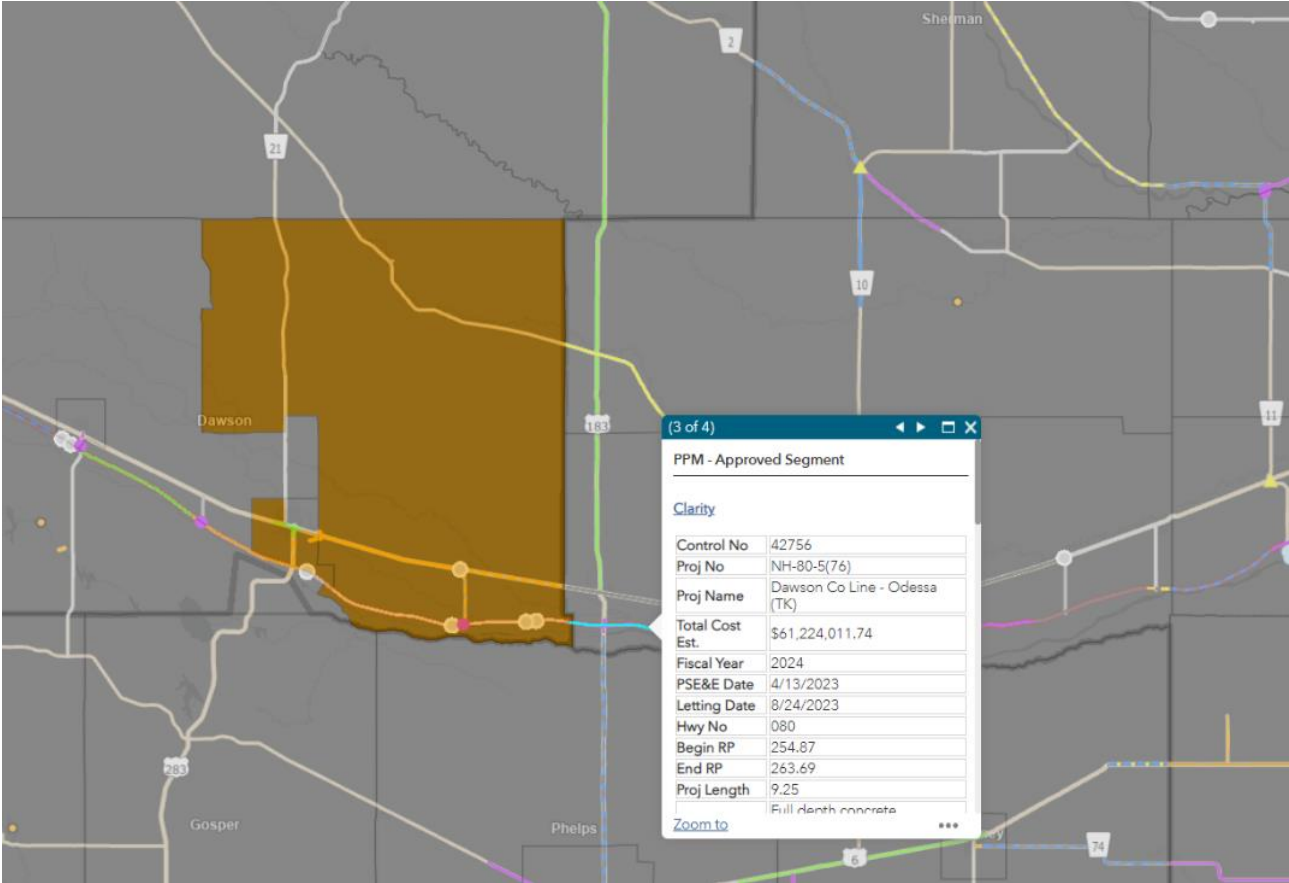 Sherman
2
21
10
Dawson
183
11
(3 of 4)
PPM - Approved Segment
Clarity
Control No 42756
Proj No NH-80-5(76)
Proj Name Dawson Co Line - Odessa
(TK)
Total Cost
Est. $61,224,011.74
Fiscal Year 2024
PSE&E Date 4/13/2023
Letting Date 8/24/2023
Hwy No 080
Begin RP 254.87
End RP 263.69
Proj Length 9.25
Full depth concrete
Zoom to
283
Gosper
Phelps
ey
6
74